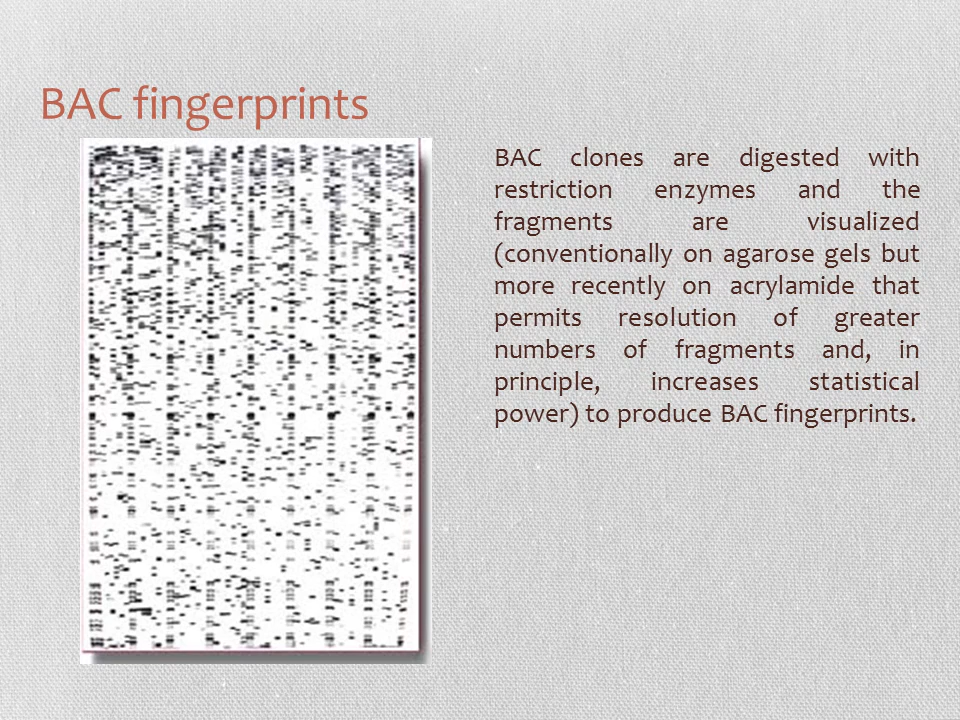 BAC fingerprints
BAC clones are digested with
restriction enzymes and the
fragments are visualized
(conventionally on agarose gels but
more recently on acrylamide that
permits resolution of greater
numbers of fragments and, in
principle, increases statistical
power) to produce BAC fingerprints.